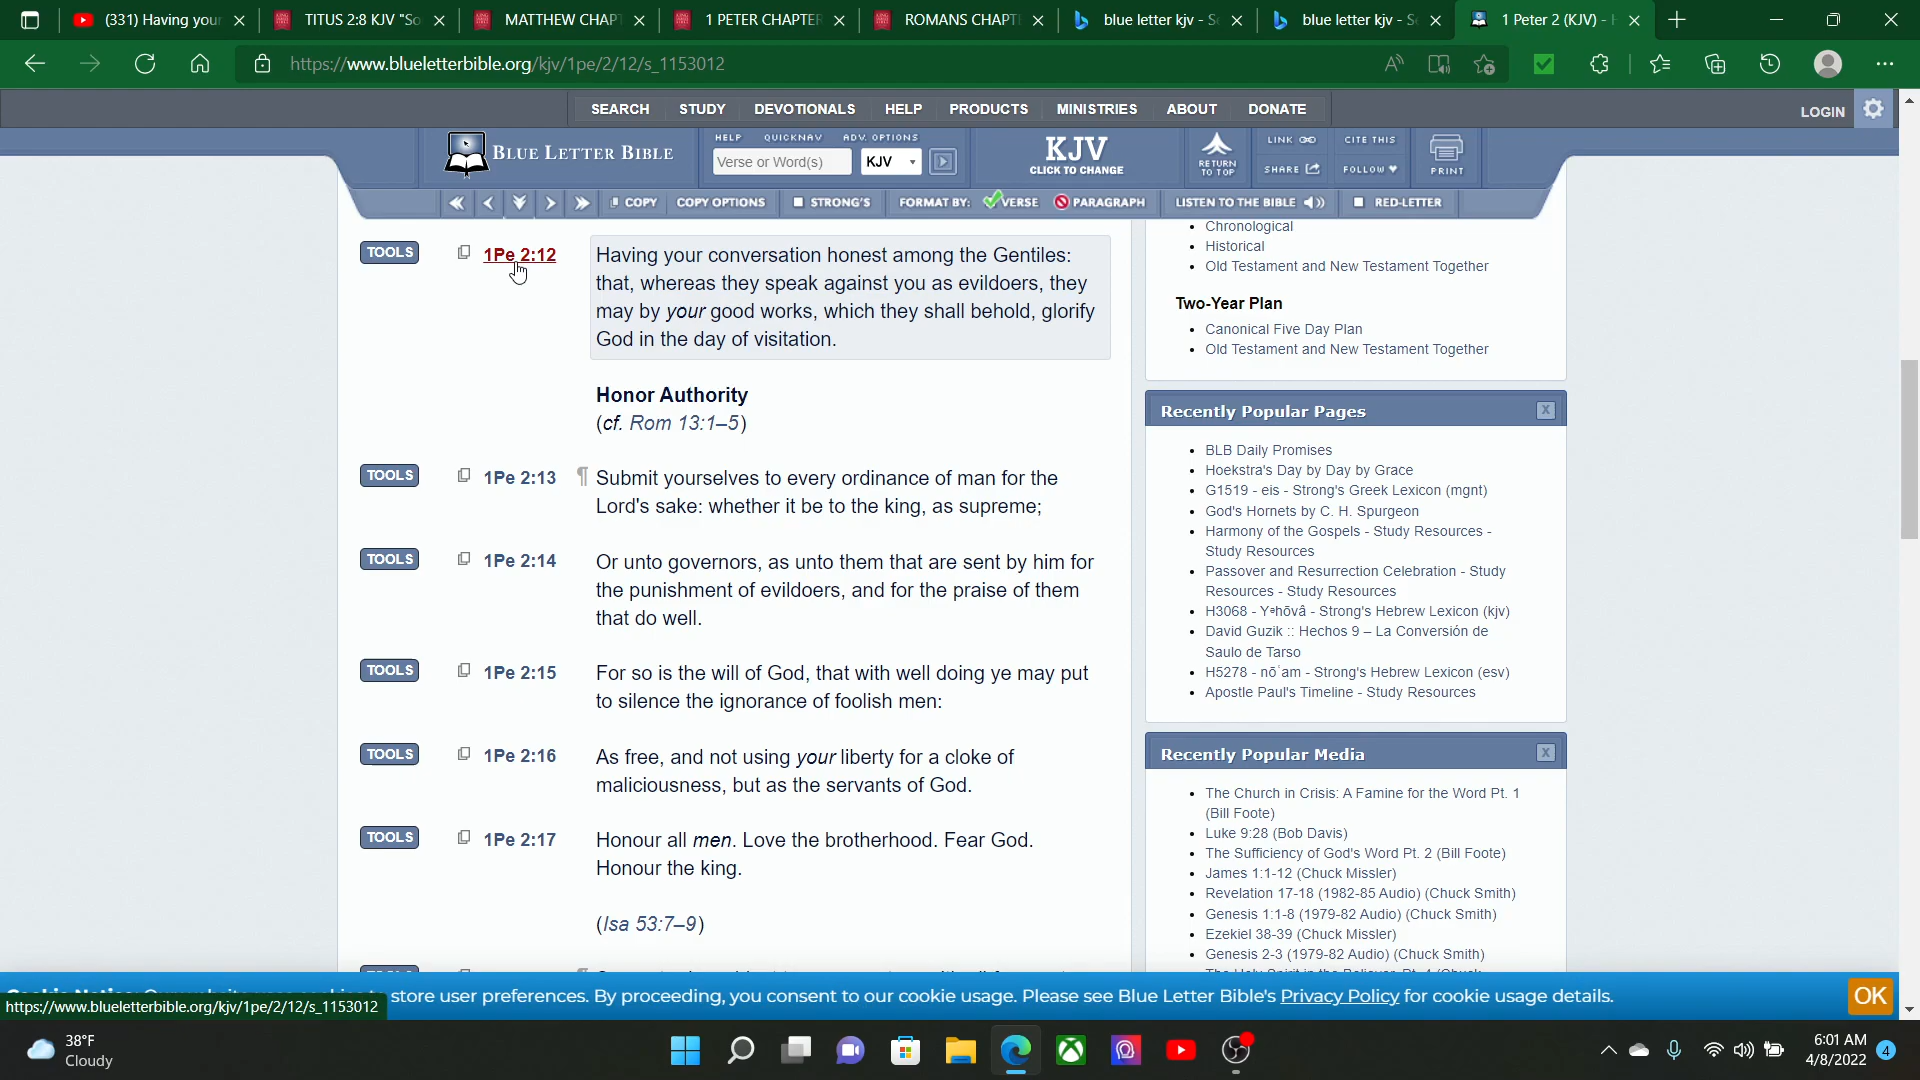 (331) Having your
TITUS 2:8 KJV "So
MATTHEW CHAPT
1 PETER CHAPTER
ROMANS CHAPT
blue letter kjv - S
blue letter kjv - S
1 Peter 2 (KJV) -
https://www.blueletterbible.org/kjv/1pe/2/12/s_1153012
SEARCH STUDY DEVOTIONALS HELP PRODUCTS MINISTRIES ABOUT DONATE
LOGIN
BLUE LETTER BIBLE
HELP QUICKNAV ADV. OPTIONS
Verse or Word(s) KJV
KJV
CLICK TO CHANGE
RETURN
TO TOP
LINK CITE THIS
SHARE FOLLOW
PRINT
COPY COPY OPTIONS STRONG'S FORMAT BY: VERSE PARAGRAPH LISTEN TO THE BIBLE RED-LETTER
TOOLS 1Pe 2:12 Having your conversation honest among the Gentiles:
that, whereas they speak against you as evildoers, they
may by your good works, which they shall behold, glorify
God in the day of visitation.
Honor Authority
(cf. Rom 13:1–5)
TOOLS 1Pe 2:13 ¶ Submit yourselves to every ordinance of man for the
Lord's sake: whether it be to the king, as supreme;
TOOLS 1Pe 2:14 Or unto governors, as unto them that are sent by him for
the punishment of evildoers, and for the praise of them
that do well.
TOOLS 1Pe 2:15 For so is the will of God, that with well doing ye may put
to silence the ignorance of foolish men:
TOOLS 1Pe 2:16 As free, and not using your liberty for a cloke of
maliciousness, but as the servants of God.
TOOLS 1Pe 2:17 Honour all men. Love the brotherhood. Fear God.
Honour the king.
(Isa 53:7–9)
• Chronological
• Historical
• Old Testament and New Testament Together
Two-Year Plan
• Canonical Five Day Plan
• Old Testament and New Testament Together
Recently Popular Pages X
• BLB Daily Promises
• Hoekstra's Day by Day by Grace
• G1519 - eis - Strong's Greek Lexicon (mgnt)
• God's Hornets by C. H. Spurgeon
• Harmony of the Gospels - Study Resources -
Study Resources
• Passover and Resurrection Celebration - Study
Resources - Study Resources
• H3068 - Yᵊhōvâ - Strong's Hebrew Lexicon (kjv)
• David Guzik :: Hechos 9 – La Conversión de
Saulo de Tarso
• H5278 - nōʿam - Strong's Hebrew Lexicon (esv)
• Apostle Paul's Timeline - Study Resources
Recently Popular Media X
• The Church in Crisis: A Famine for the Word Pt. 1
(Bill Foote)
• Luke 9:28 (Bob Davis)
• The Sufficiency of God's Word Pt. 2 (Bill Foote)
• James 1:1-12 (Chuck Missler)
• Revelation 17-18 (1982-85 Audio) (Chuck Smith)
• Genesis 1:1-8 (1979-82 Audio) (Chuck Smith)
• Ezekiel 38-39 (Chuck Missler)
• Genesis 2-3 (1979-82 Audio) (Chuck Smith)
store user preferences. By proceeding, you consent to our cookie usage. Please see Blue Letter Bible's Privacy Policy for cookie usage details.
OK
https://www.blueletterbible.org/kjv/1pe/2/12/s_1153012
38°F
Cloudy
6:01 AM
4/8/2022
4